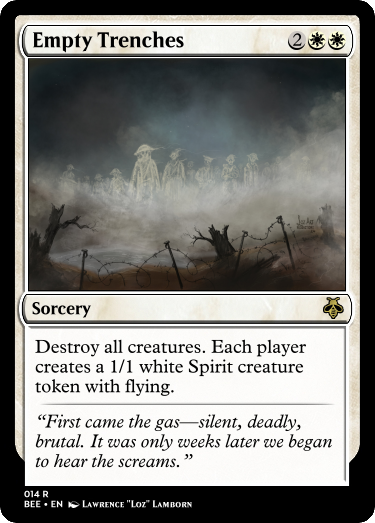 Empty Trenches 2
Sorcery
Destroy all creatures. Each player
creates a 1/1 white Spirit creature
token with flying.
“First came the gas—silent, deadly,
brutal. It was only weeks later we began
to hear the screams.”
014 R
BEE • EN Lawrence "Loz" Lamborn